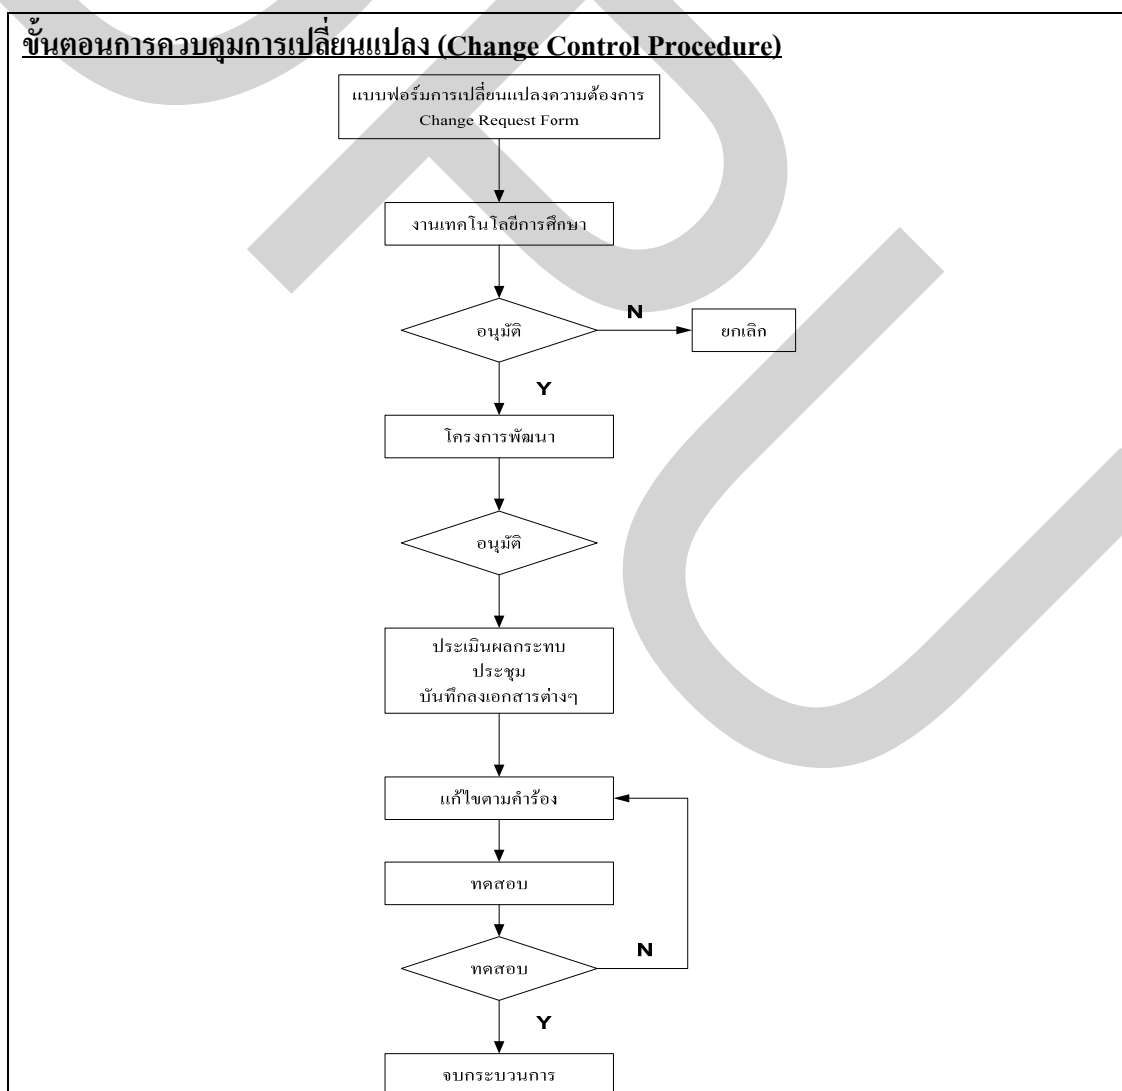 ขั้นตอนการควบคุมการเปลี่ยนแปลง (Change Control Procedure)
แบบฟอร์มการเปลี่ยนแปลงความต้องการ
Change Request Form
งานเทคโนโลยีการศึกษา
อนุมัติ
N
ยกเลิก
Y
โครงการพัฒนา
อนุมัติ
ประเมินผลกระทบ
ประชุม
บันทึกลงเอกสารต่างๆ
แก้ไขตามคำร้อง
ทดสอบ
ทดสอบ
N
Y
จบกระบวนการ